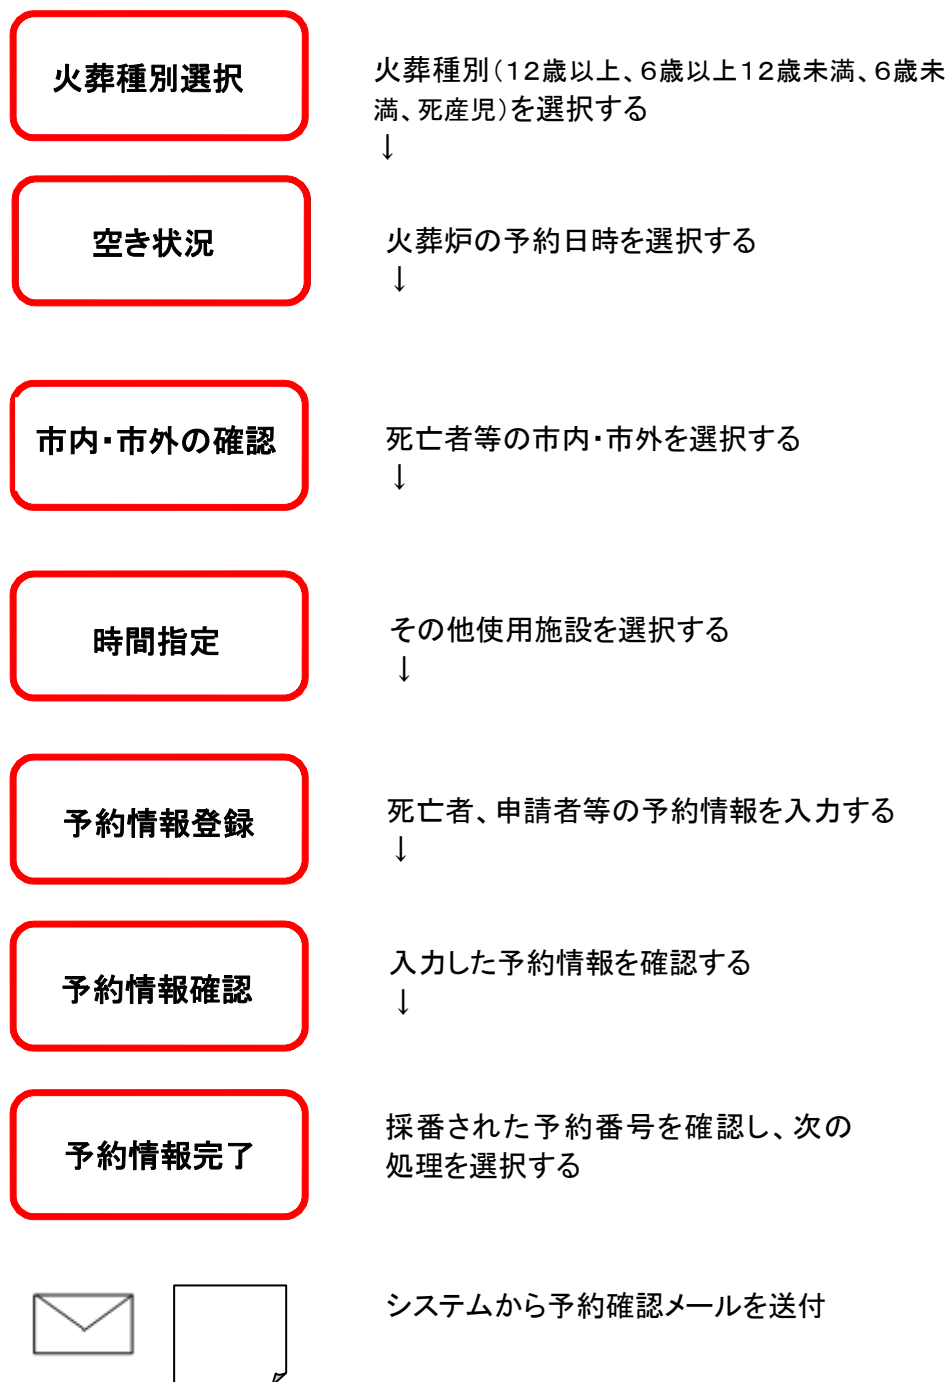 火葬種別選択
火葬種別（１２歳以上、６歳以上１２歳未
満、死産児）を選択する
↓
空き状況
火葬炉の予約日時を選択する
↓
市内・市外の確認
死亡者等の市内・市外を選択する
↓
時間指定
その他使用施設を選択する
↓
予約情報登録
死亡者、申請者等の予約情報を入力する
↓
予約情報確認
入力した予約情報を確認する
↓
予約情報完了
採番された予約番号を確認し、次の
処理を選択する
システムから予約確認メールを送付